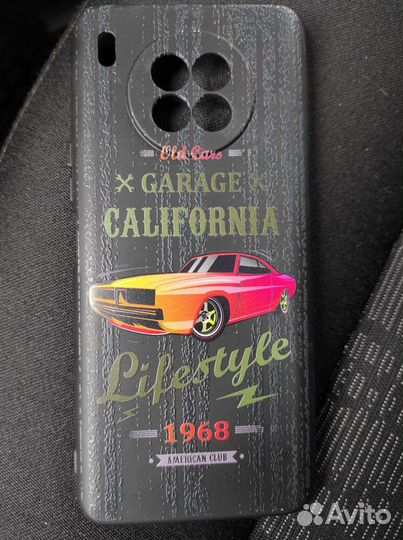 Old Cars
GARAGE
CALIFORNIA
Lifestyle
1968
AMERICAN CLUB
Avito